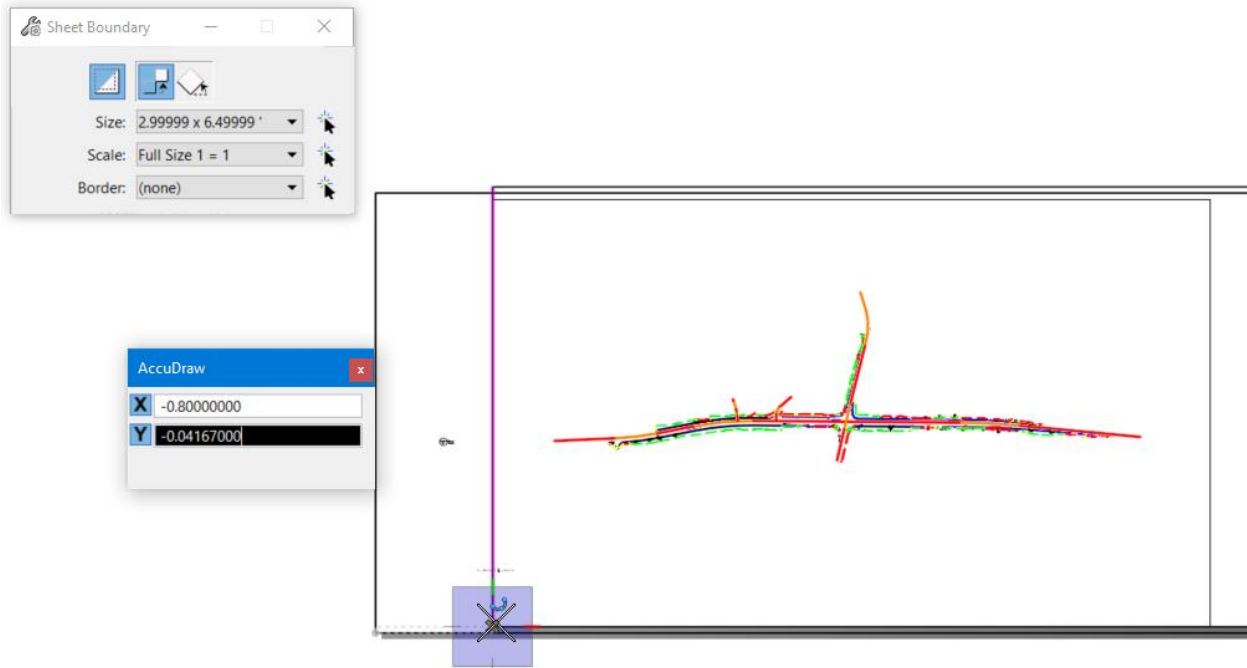 Sheet Boundary
Size: 2.99999 x 6.49999 '
Scale: Full Size 1 = 1
Border: (none)
AccuDraw
x
X -0.80000000
Y -0.04167000